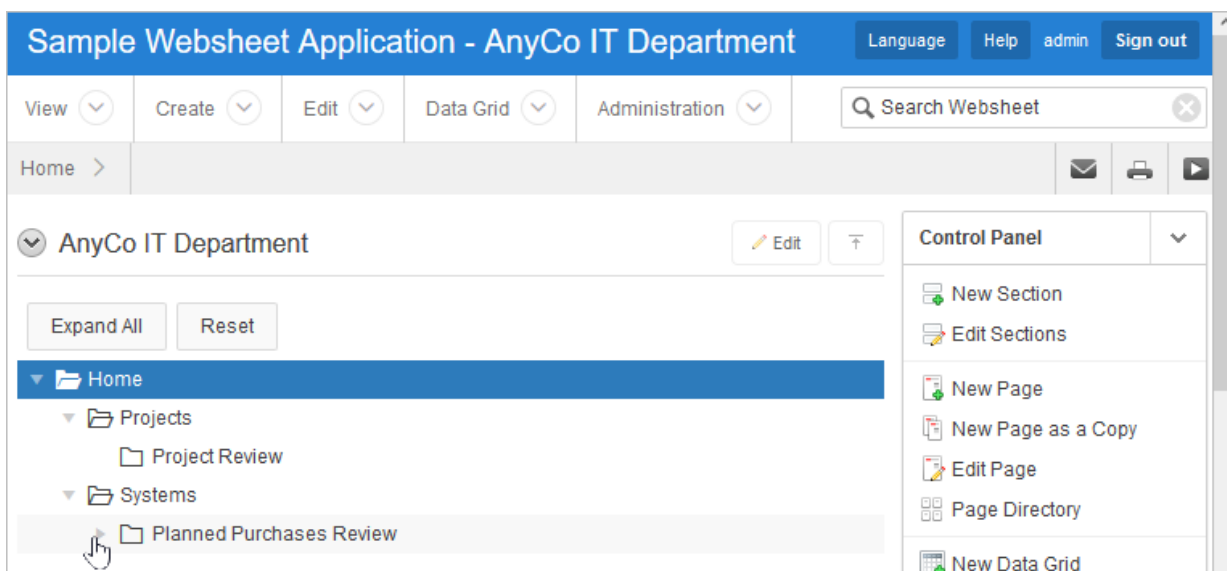 Sample Websheet Application - AnyCo IT Department Language Help admin Sign out
View Create Edit Data Grid Administration Search Websheet
Home
AnyCo IT Department Edit
Control Panel
New Section
Edit Sections
New Page
New Page as a Copy
Edit Page
Page Directory
New Data Grid
Expand All Reset
Home
Projects
Project Review
Systems
Planned Purchases Review